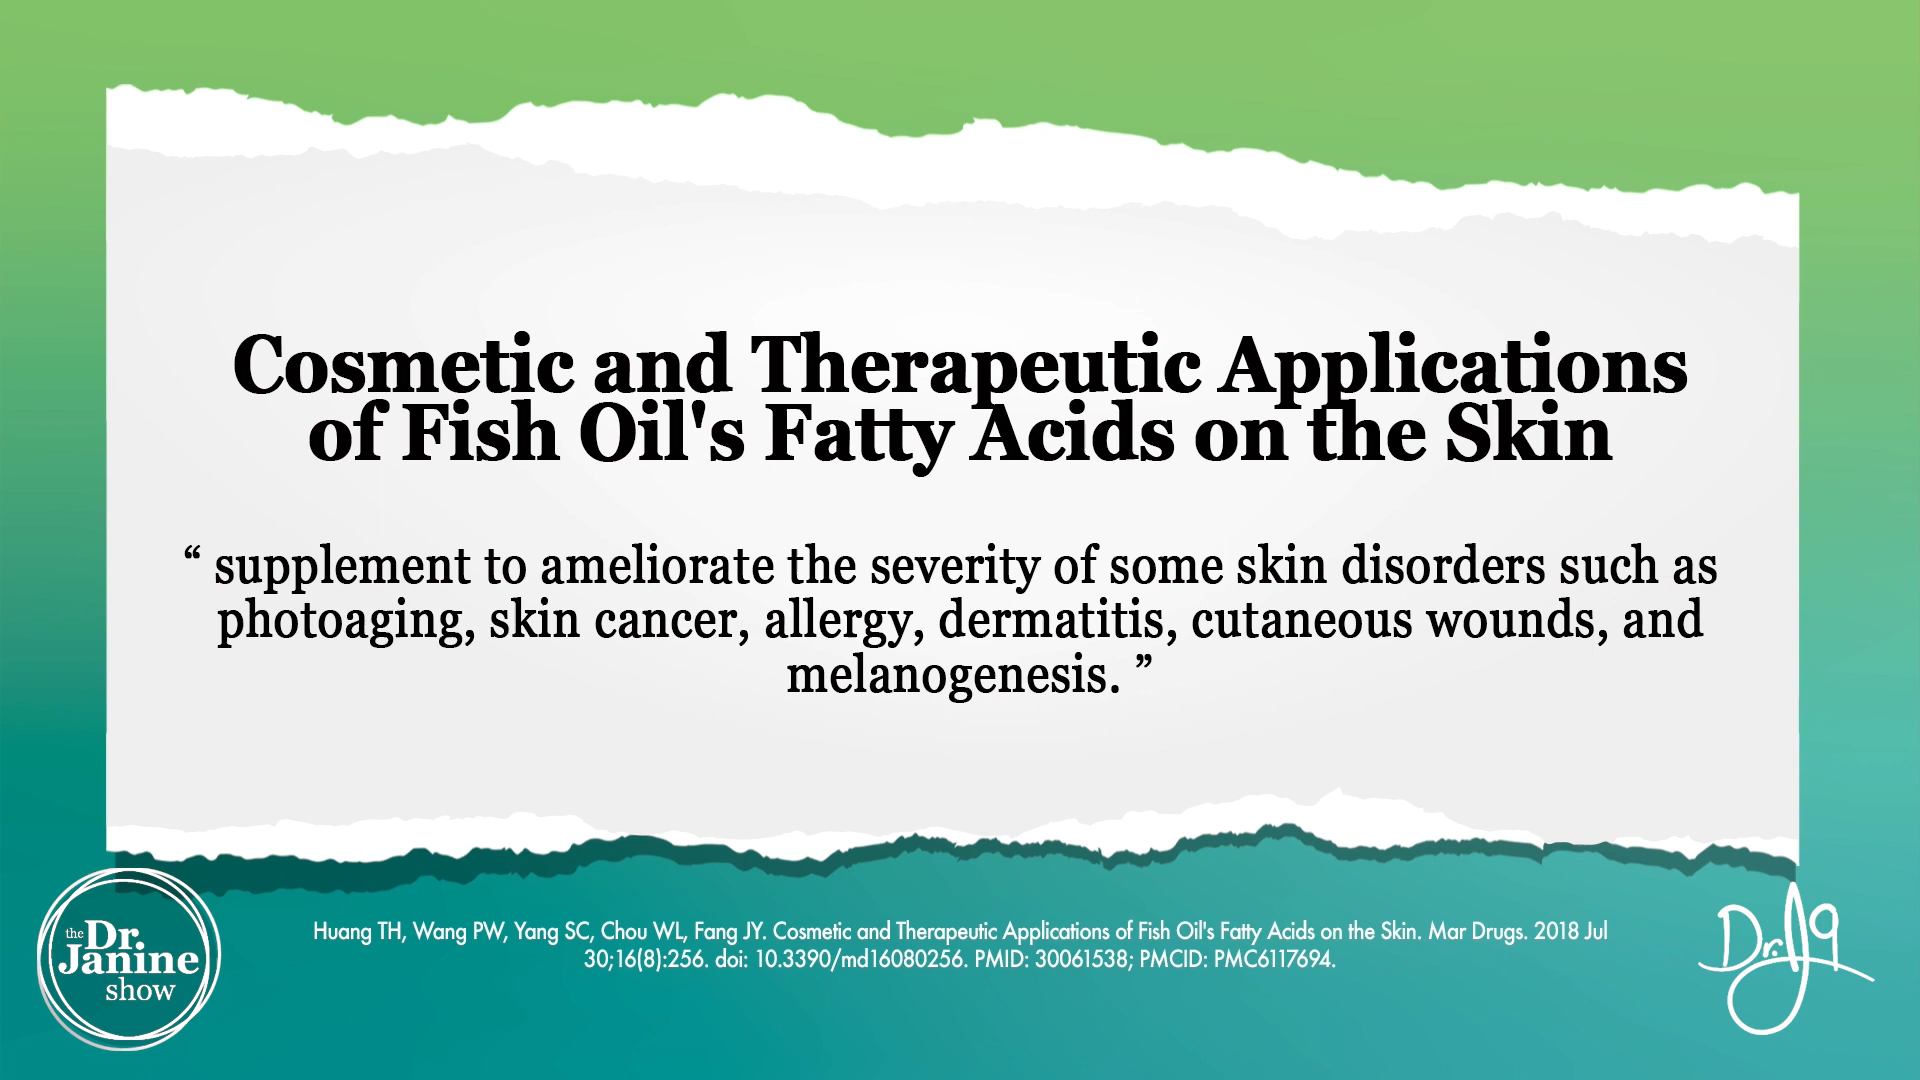 Cosmetic and Therapeutic Applications
of Fish Oil's Fatty Acids on the Skin
“ supplement to ameliorate the severity of some skin disorders such as
photoaging, skin cancer, allergy, dermatitis, cutaneous wounds, and
melanogenesis. ”
the Dr.
Janine
show
Huang TH, Wang PW, Yang SC, Chou WL, Fang JY. Cosmetic and Therapeutic Applications of Fish Oil's Fatty Acids on the Skin. Mar Drugs. 2018 Jul
30;16(8):256. doi: 10.3390/md16080256. PMID: 30061538; PMCID: PMC6117694.
Dr.J9